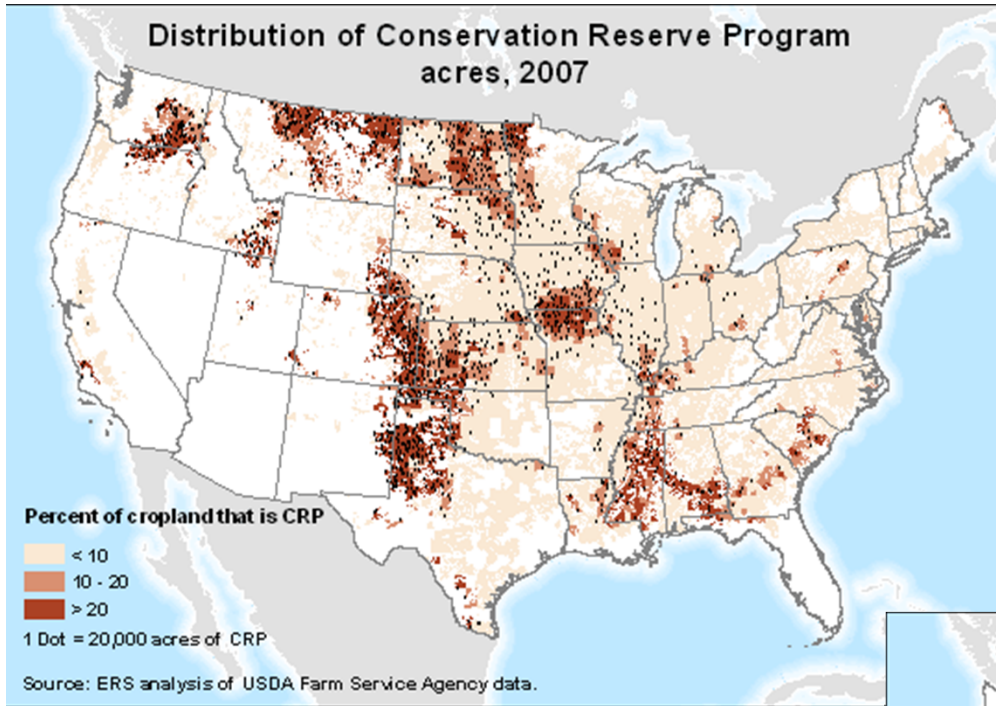 Distribution of Conservation Reserve Program
acres, 2007
Percent of cropland that is CRP
< 10
10 - 20
> 20
1 Dot = 20,000 acres of CRP
Source: ERS analysis of USDA Farm Service Agency data.